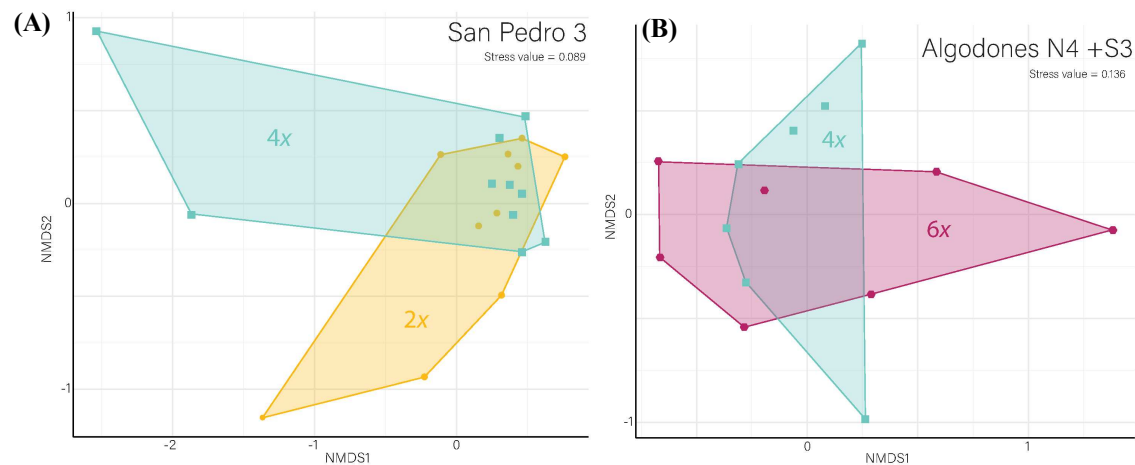 (A)
San Pedro 3
Stress value = 0.089
4x
2x
1
0
-1
NMDS2
-2
-1
0
NMDS1
(B)
Algodones N4 +S3
Stress value = 0.136
4x
6x
0
-1
NMDS2
0
1
NMDS1